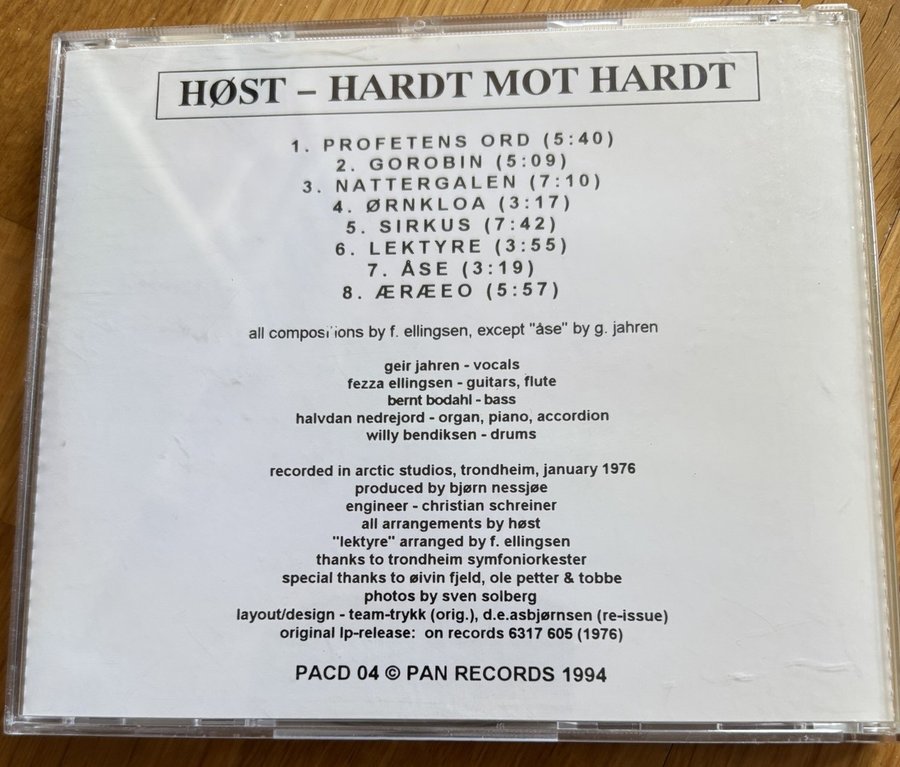 HØST – HARDT MOT HARDT
1. PROFETENS ORD (5:40)
2. GOROBIN (5:09)
3. NATTERGALEN (7:10)
4. ØRNKLOA (3:17)
5. SIRKUS (7:42)
6. LEKTYRE (3:55)
7. ÅSE (3:19)
8. ÆRÆEO (5:57)
all compositions by f. ellingsen, except "åse" by g. jahren
geir jahren - vocals
fezza ellingsen - guitars, flute
bernt bodahl - bass
halvdan nedrejord - organ, piano, accordion
willy bendiksen - drums
recorded in arctic studios, trondheim, january 1976
produced by bjørn nessjøe
engineer - christian schreiner
all arrangements by høst
"lektyre" arranged by f. ellingsen
thanks to trondheim symfoniorkester
special thanks to øivin fjeld, ole petter & tobbe
photos by sven solberg
layout/design - team-trykk (orig.), d.e.asbjørnsen (re-issue)
original lp-release: on records 6317 605 (1976)
PACD 04 © PAN RECORDS 1994